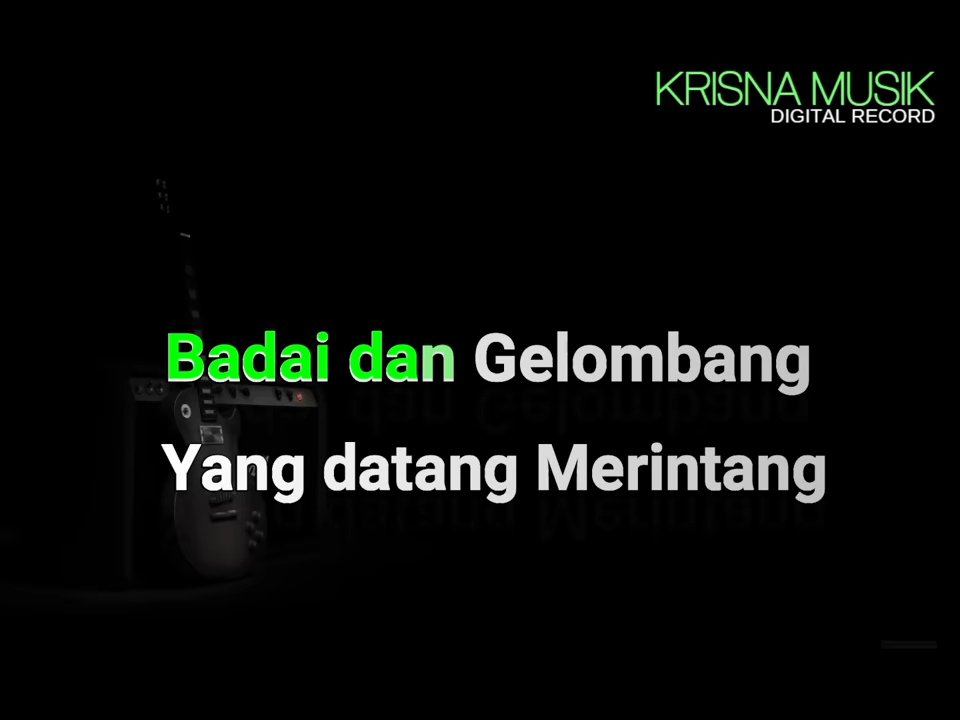 KRISNA MUSIK
DIGITAL RECORD
Badai dan Gelombang
Yang datang Merintang